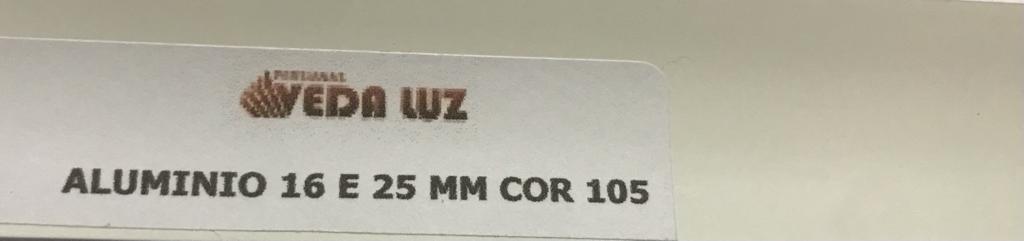 VEDA LUZ
ALUMINIO 16 E 25 MM COR 105